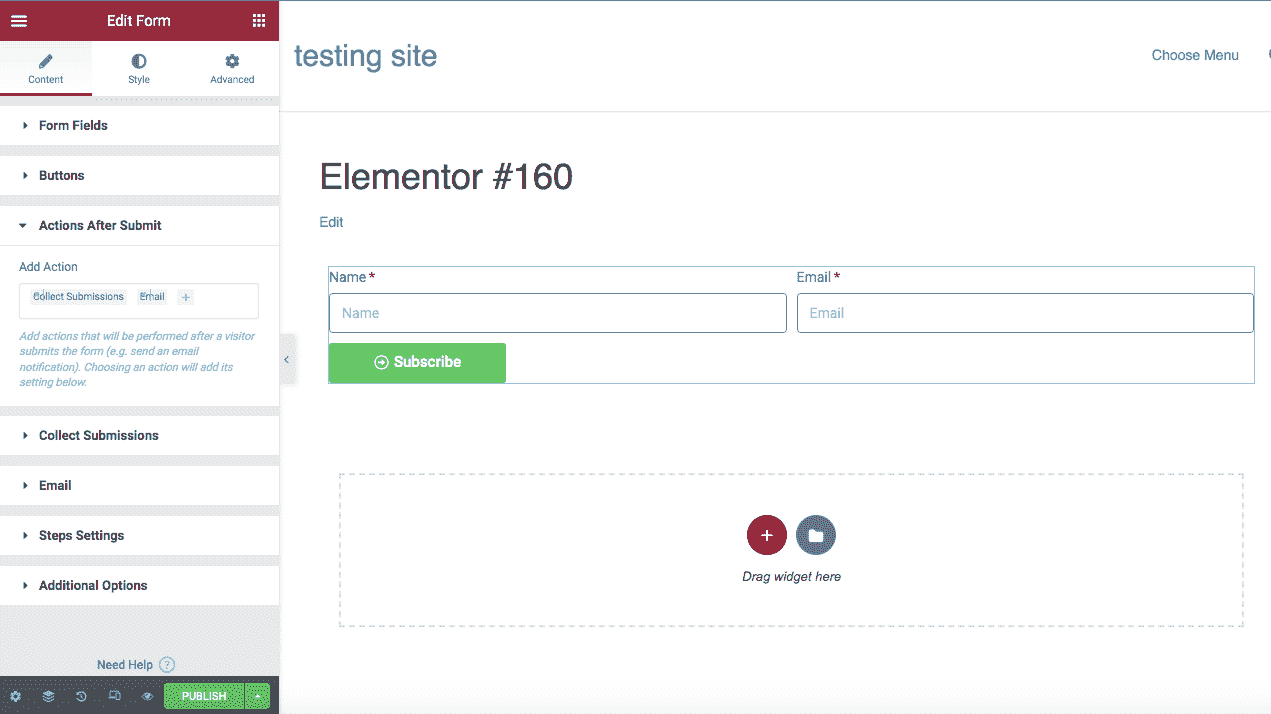 Edit Form
Content
Style
Advanced
Form Fields
Buttons
Actions After Submit
Add Action
Collect Submissions Email +
Add actions that will be performed after a visitor
submits the form (e.g. send an email
notification). Choosing an action will add its
setting below.
Collect Submissions
Email
Steps Settings
Additional Options
Need Help ?
PUBLISH
testing site
Choose Menu
Elementor #160
Edit
Name *
Email *
Name
Email
Subscribe
Drag widget here